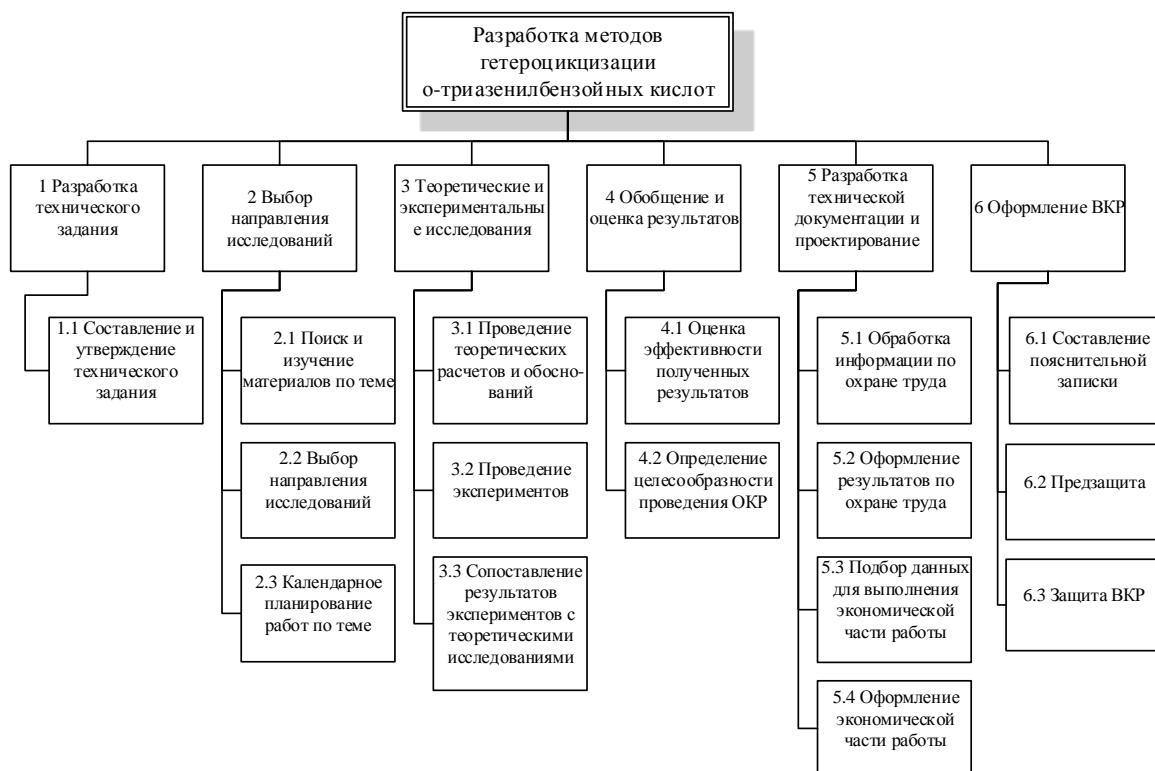 Разработка методов
гетероцикцизации
о-триазенилбензойных кислот
1 Разработка
технического
задания
2 Выбор
направления
исследований
3 Теоретические и
экспериментальны
е исследования
4 Обобщение и
оценка результатов
5 Разработка
технической
документации и
проектирование
6 Оформление ВКР
1.1 Составление и
утверждение
технического
задания
2.1 Поиск и
изучение
материалов по теме
2.2 Выбор
направления
исследований
2.3 Календарное
планирование
работ по теме
3.1 Проведение
теоретических
расчетов и обосно-
ваний
3.2 Проведение
экспериментов
3.3 Сопоставление
результатов
экспериментов с
теоретическими
исследованиями
4.1 Оценка
эффективности
полученных
результатов
4.2 Определение
целесообразности
проведения ОКР
5.1 Обработка
информации по
охране труда
5.2 Оформление
результатов по
охране труда
5.3 Подбор данных
для выполнения
экономической
части работы
5.4 Оформление
экономической
части работы
6.1 Составление
пояснительной
записки
6.2 Предзащита
6.3 Защита ВКР